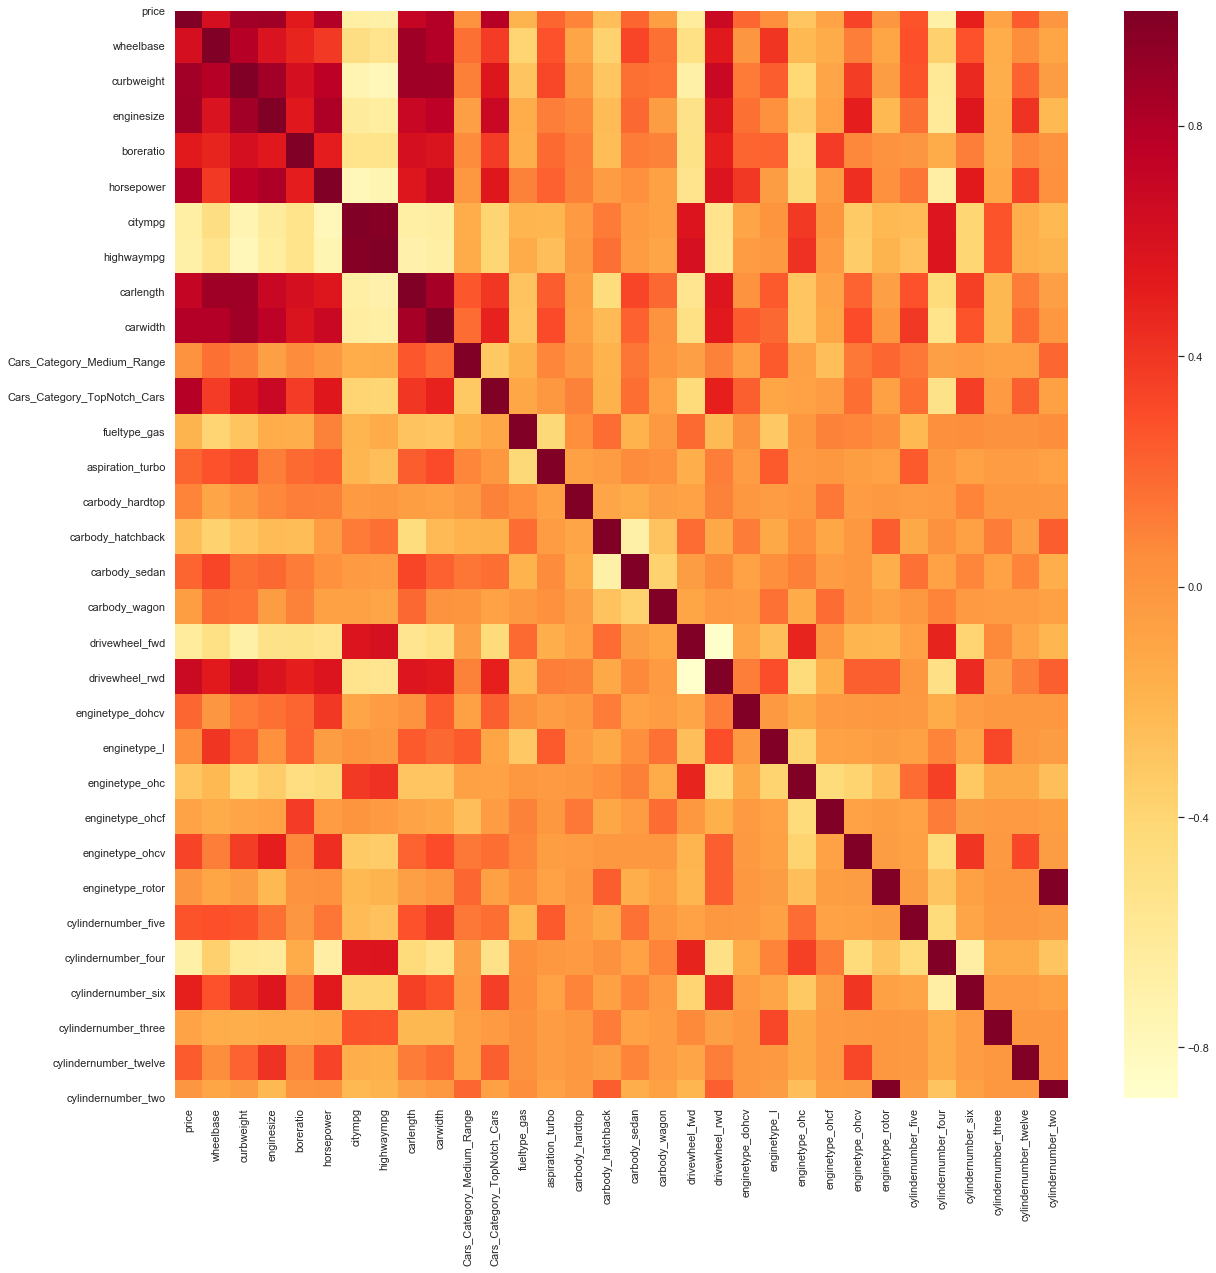 price
wheelbase
curbweight
enginesize
boreratio
horsepower
citympg
highwaympg
carlength
carwidth
Cars_Category_Medium_Range
Cars_Category_TopNotch_Cars
fueltype_gas
aspiration_turbo
carbody_hardtop
carbody_hatchback
carbody_sedan
carbody_wagon
drivewheel_fwd
drivewheel_rwd
enginetype_dohcv
enginetype_l
enginetype_ohc
enginetype_ohcf
enginetype_ohcv
enginetype_rotor
cylindernumber_five
cylindernumber_four
cylindernumber_six
cylindernumber_three
cylindernumber_twelve
cylindernumber_two
price
wheelbase
curbweight
enginesize
boreratio
horsepower
citympg
highwaympg
carlength
carwidth
Cars_Category_Medium_Range
Cars_Category_TopNotch_Cars
fueltype_gas
aspiration_turbo
carbody_hardtop
carbody_hatchback
carbody_sedan
carbody_wagon
drivewheel_fwd
drivewheel_rwd
enginetype_dohcv
enginetype_l
enginetype_ohc
enginetype_ohcf
enginetype_ohcv
enginetype_rotor
cylindernumber_five
cylindernumber_four
cylindernumber_six
cylindernumber_three
cylindernumber_twelve
cylindernumber_two
0.8
0.4
0.0
−0.4
−0.8